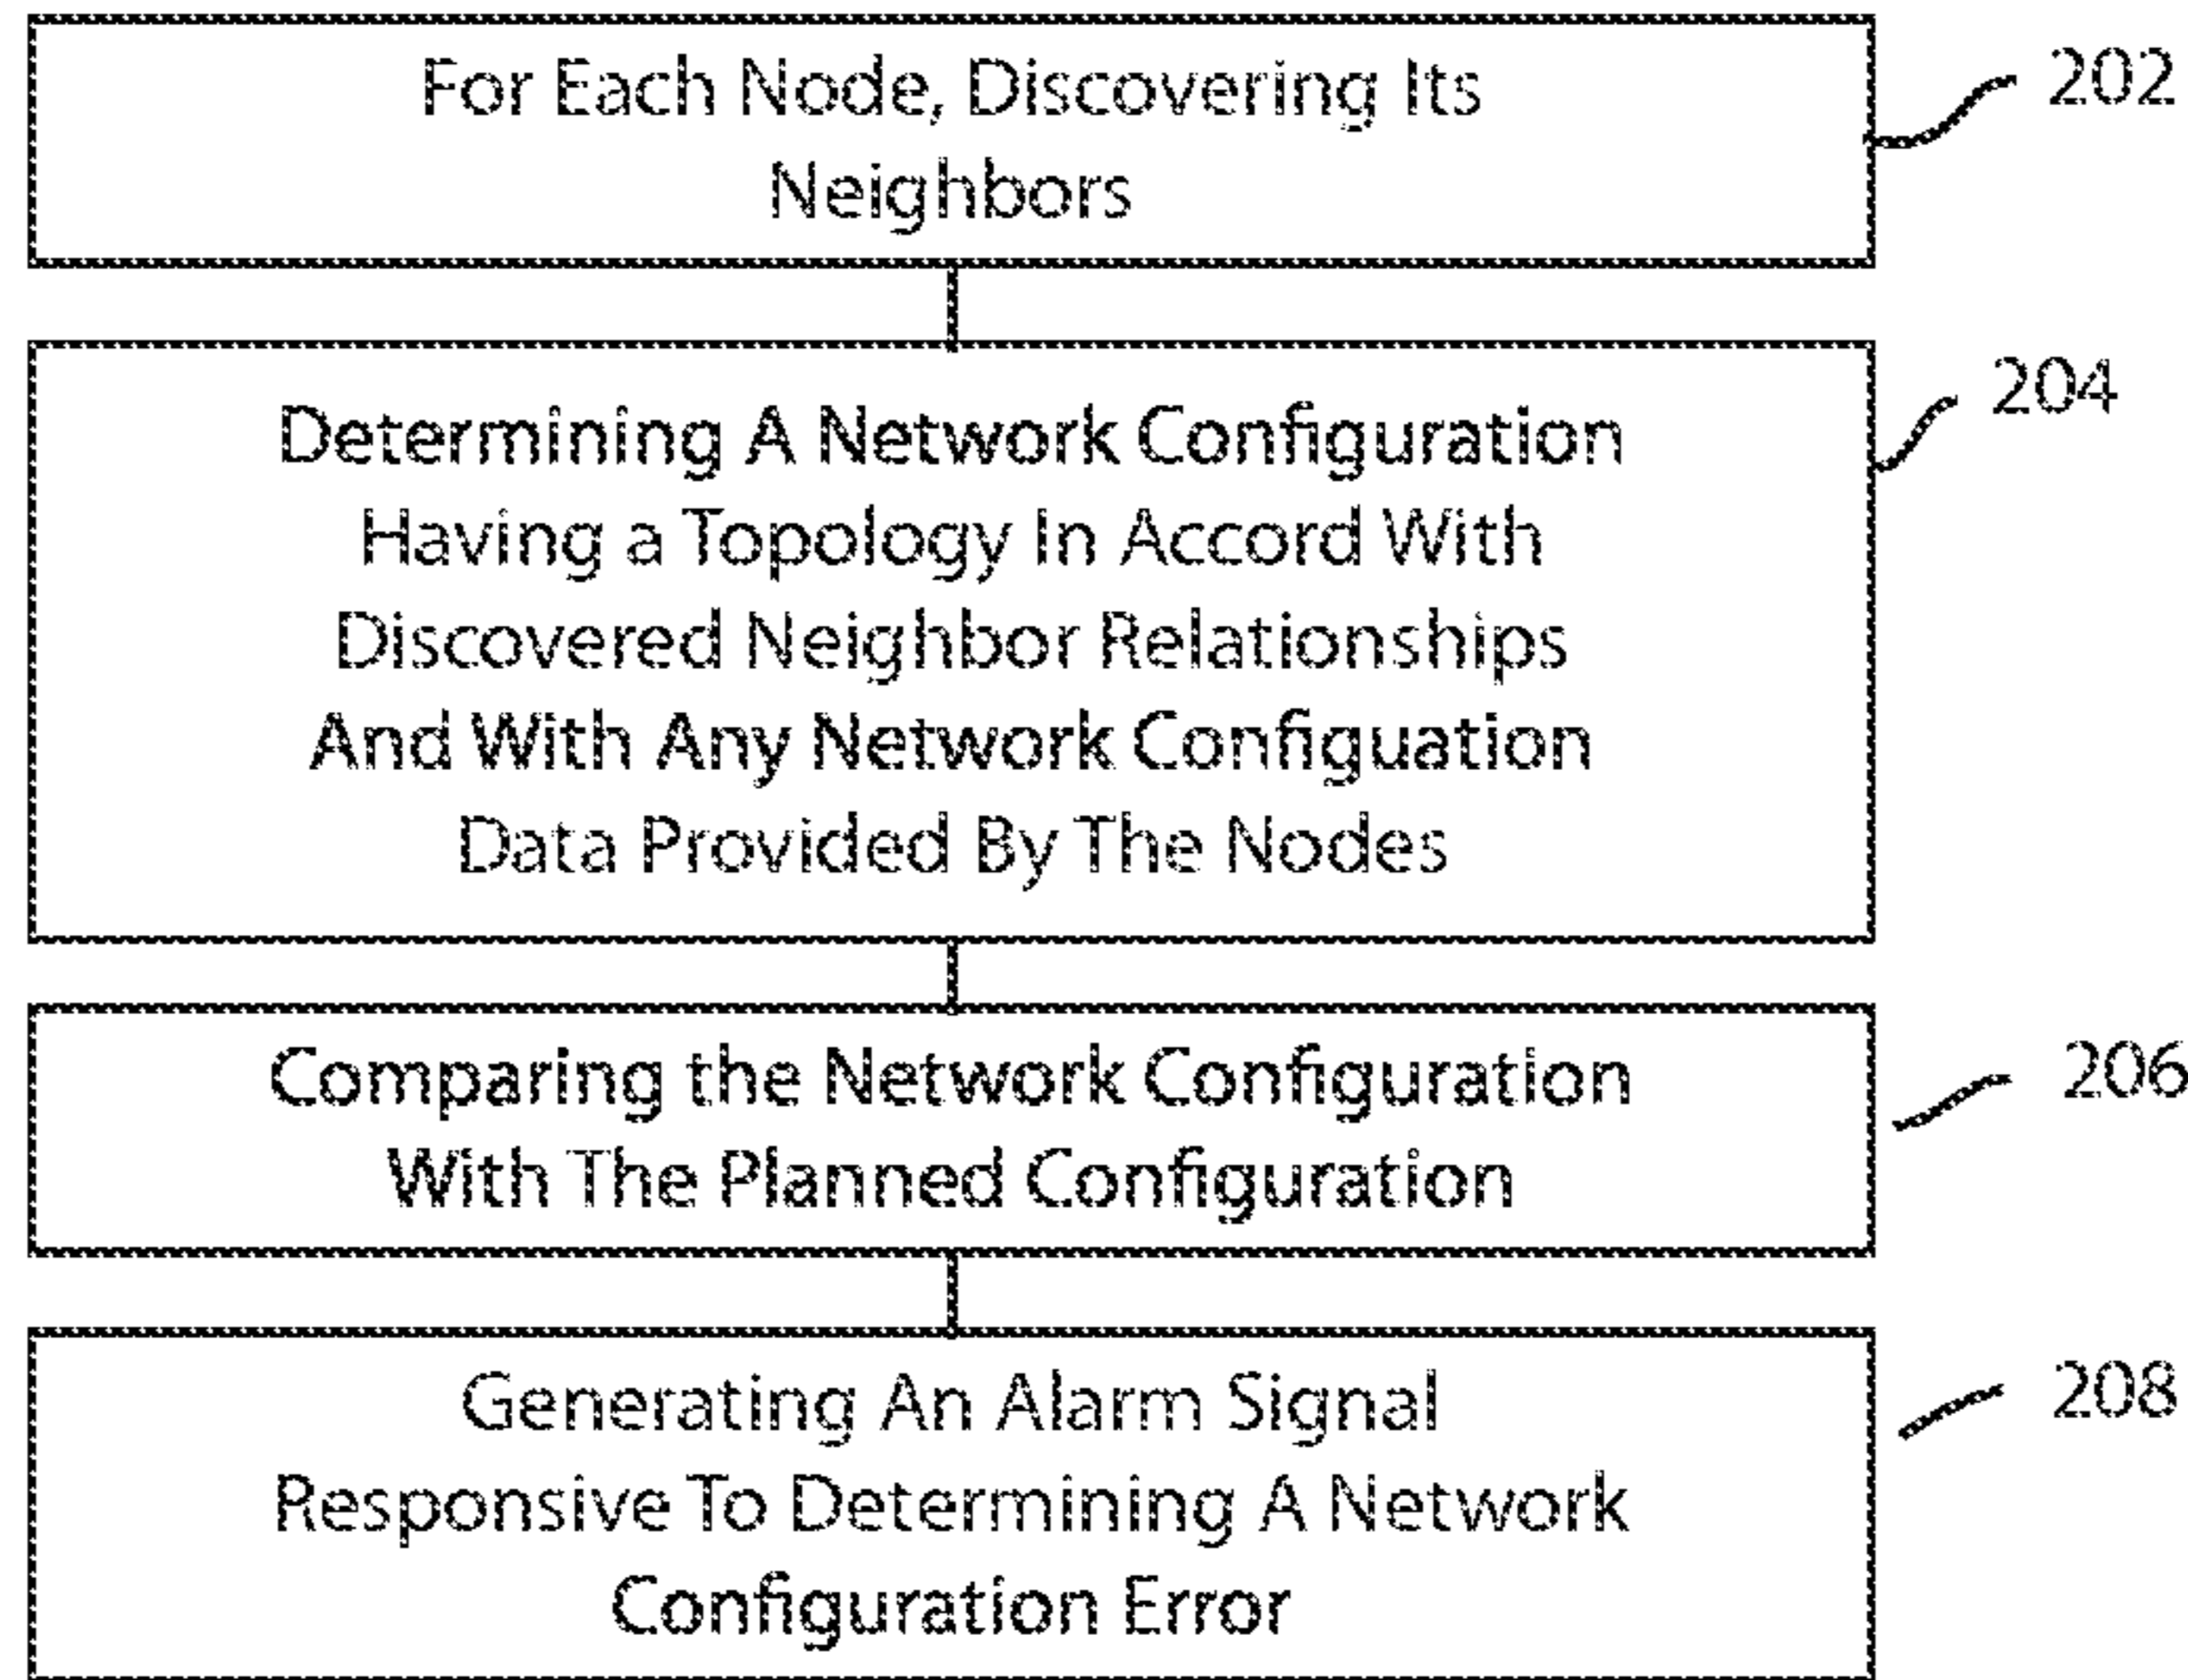 For Each Node, Discovering Its
Neighbors
202
Determining A Network Configuration
Having a Topology In Accord With
Discovered Neighbor Relationships
And With Any Network Configuation
Data Provided By The Nodes
204
Comparing the Network Configuration
With The Planned Configuration
206
Generating An Alarm Signal
Responsive To Determining A Network
Configuration Error
208